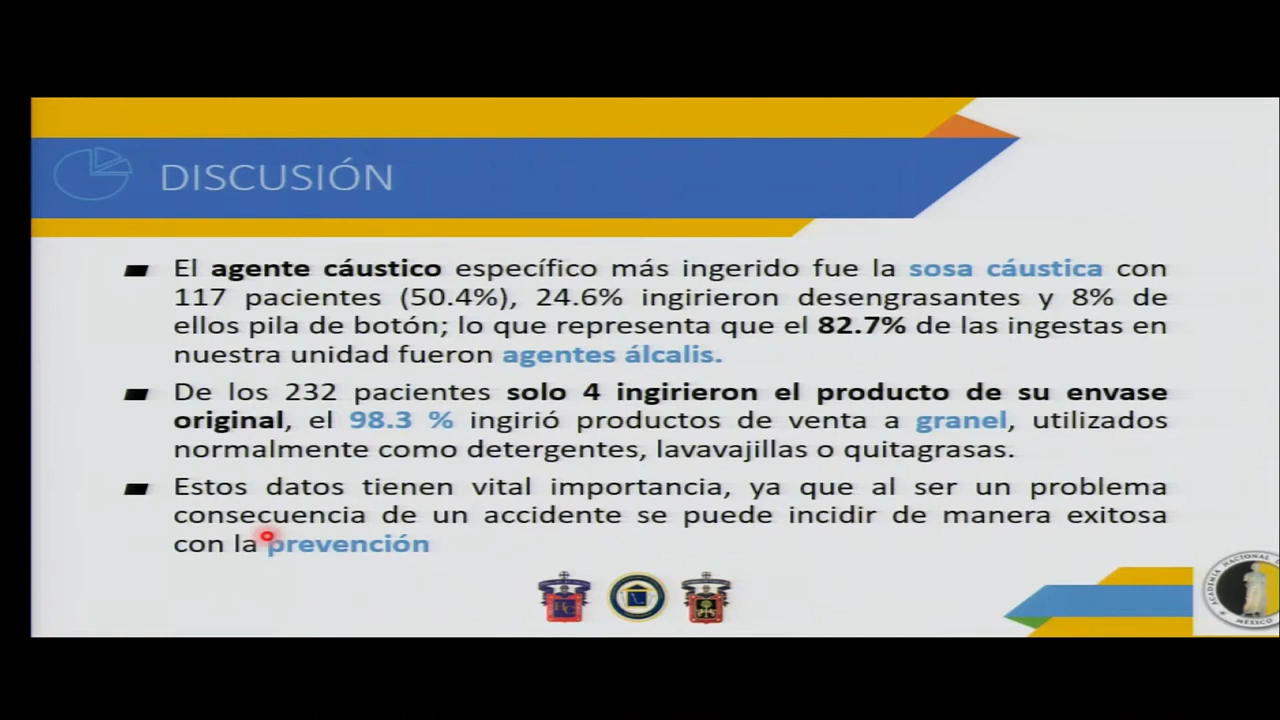 DISCUSIÓN
El agente cáustico específico más ingerido fue la sosa cáustica con
117 pacientes (50.4%), 24.6% ingirieron desengrasantes y 8% de
ellos pila de botón; lo que representa que el 82.7% de las ingestas en
nuestra unidad fueron agentes álcalis.
De los 232 pacientes solo 4 ingirieron el producto de su envase
original, el 98.3 % ingirió productos de venta a granel, utilizados
normalmente como detergentes, lavavajillas o quitagrasas.
Estos datos tienen vital importancia, ya que al ser un problema
consecuencia de un accidente se puede incidir de manera exitosa
con la prevención
HC
ACADEMIA NACIONAL
MÉXICO